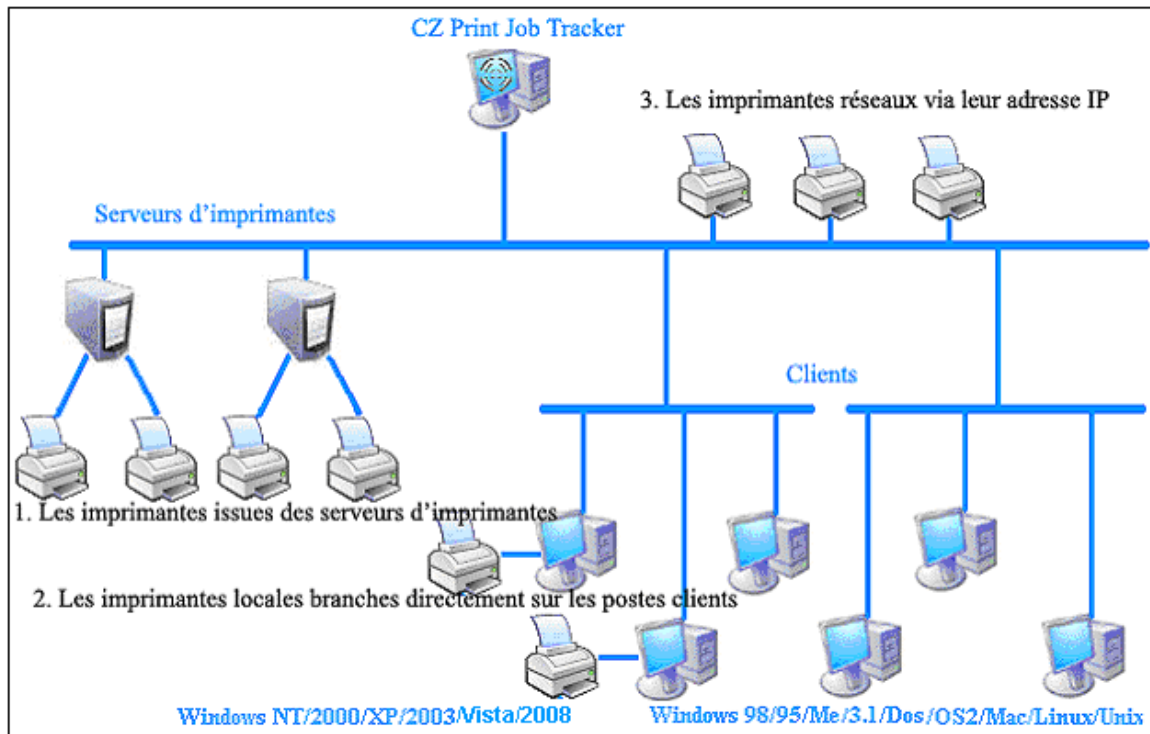 CZ Print Job Tracker
3. Les imprimantes réseaux via leur adresse IP
Serveurs d’imprimantes
Clients
1. Les imprimantes issues des serveurs d’imprimantes
2. Les imprimantes locales branches directement sur les postes clients
Windows NT/2000/XP/2003/Vista/2008
Windows 98/95/Me/3.1/Dos/OS2/Mac/Linux/Unix